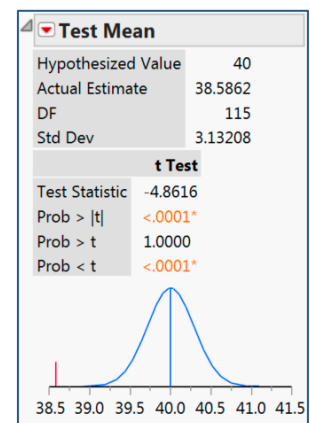 Test Mean
Hypothesized Value 40
Actual Estimate 38.5862
DF 115
Std Dev 3.13208
t Test
Test Statistic -4.8616
Prob > |t| <.0001*
Prob > t 1.0000
Prob < t <.0001*
38.5 39.0 39.5 40.0 40.5 41.0 41.5